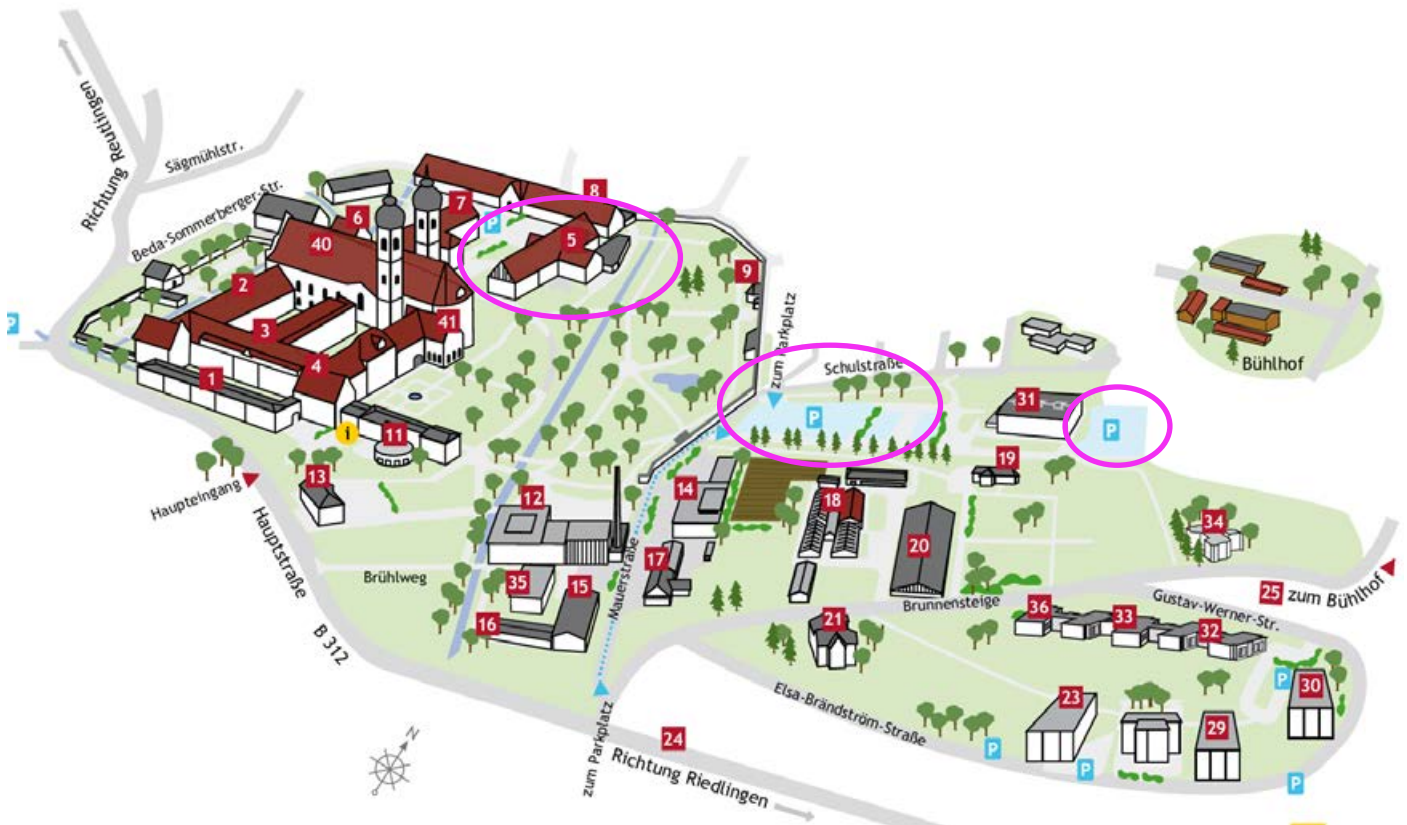 Richtung Reutlingen
Sägmühlstr.
Beda-Sommerberger-Str.
8
7
6
P
5
40
9
2
zum Parkplatz
3
41
P
4
Schulstraße
Bühlhof
1
31
P
P
i
11
Haupteingang
13
19
12
14
18
34
Hauptstraße
20
17
Brühlweg
35
15
Mauerstraße
25 zum Bühlhof
Brunnensteige
Gustav-Werner-Str.
16
21
36
33
32
B 312
P
30
Elsa-Brändström-Straße
23
29
N
24
P
zum Parkplatz
Richtung Riedlingen
P
P